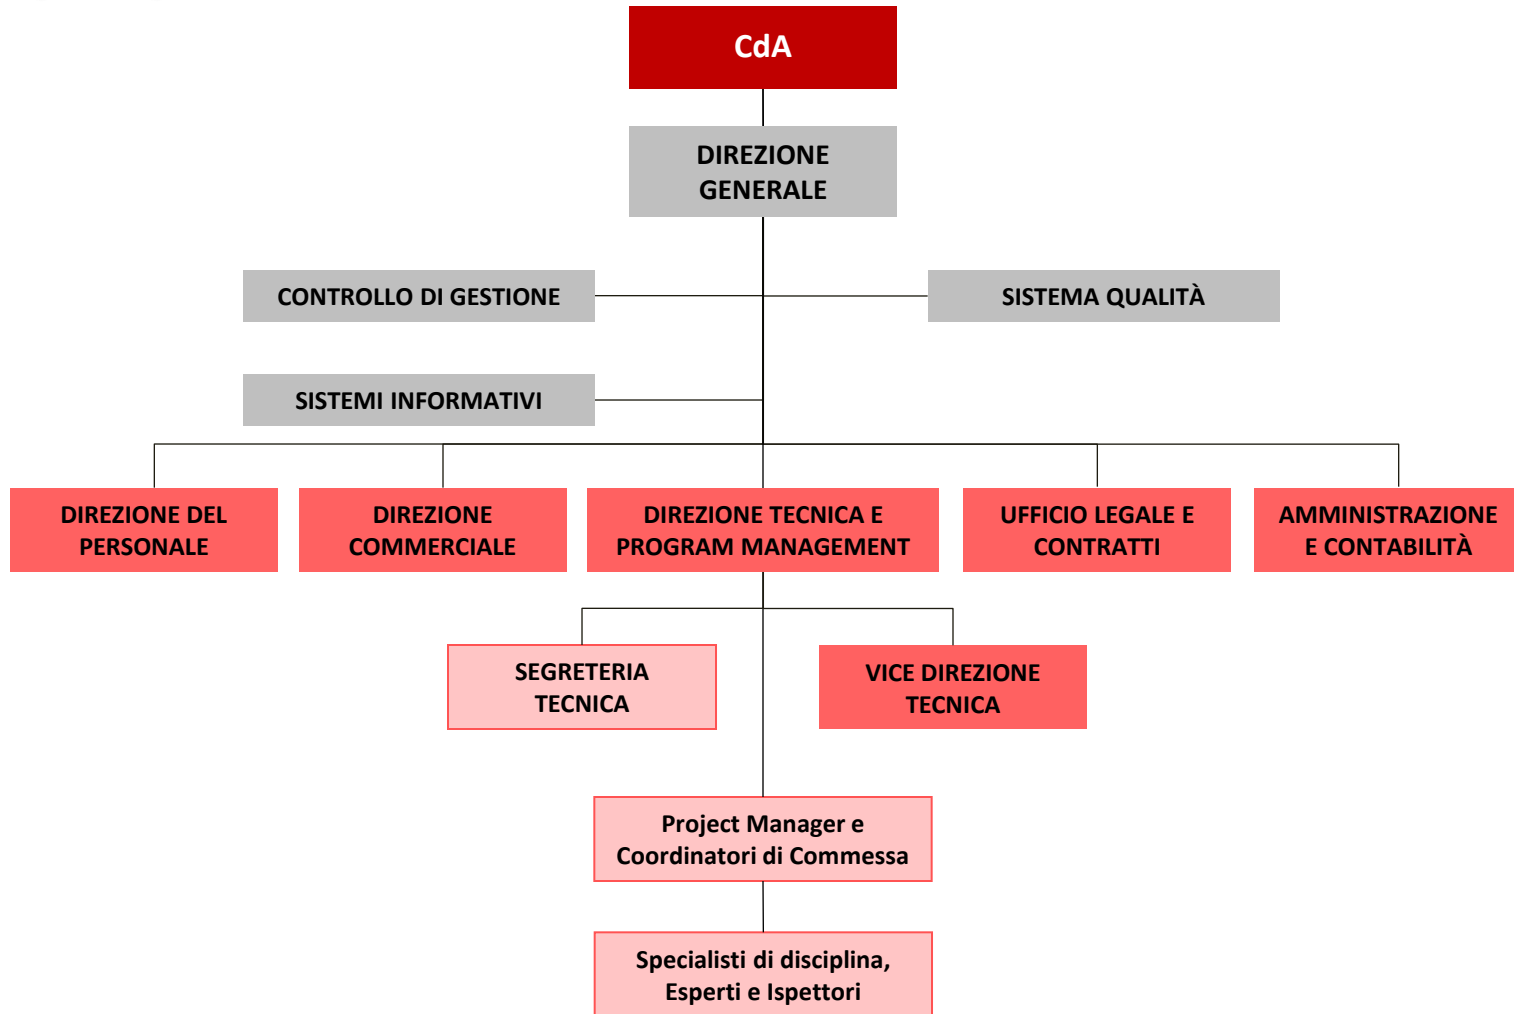 CdA
DIREZIONE
GENERALE
CONTROLLO DI GESTIONE
SISTEMA QUALITÀ
SISTEMI INFORMATIVI
DIREZIONE DEL
PERSONALE
DIREZIONE
COMMERCIALE
DIREZIONE TECNICA E
PROGRAM MANAGEMENT
UFFICIO LEGALE E
CONTRATTI
AMMINISTRAZIONE
E CONTABILITÀ
SEGRETERIA
TECNICA
VICE DIREZIONE
TECNICA
Project Manager e
Coordinatori di Commessa
Specialisti di disciplina,
Esperti e Ispettori